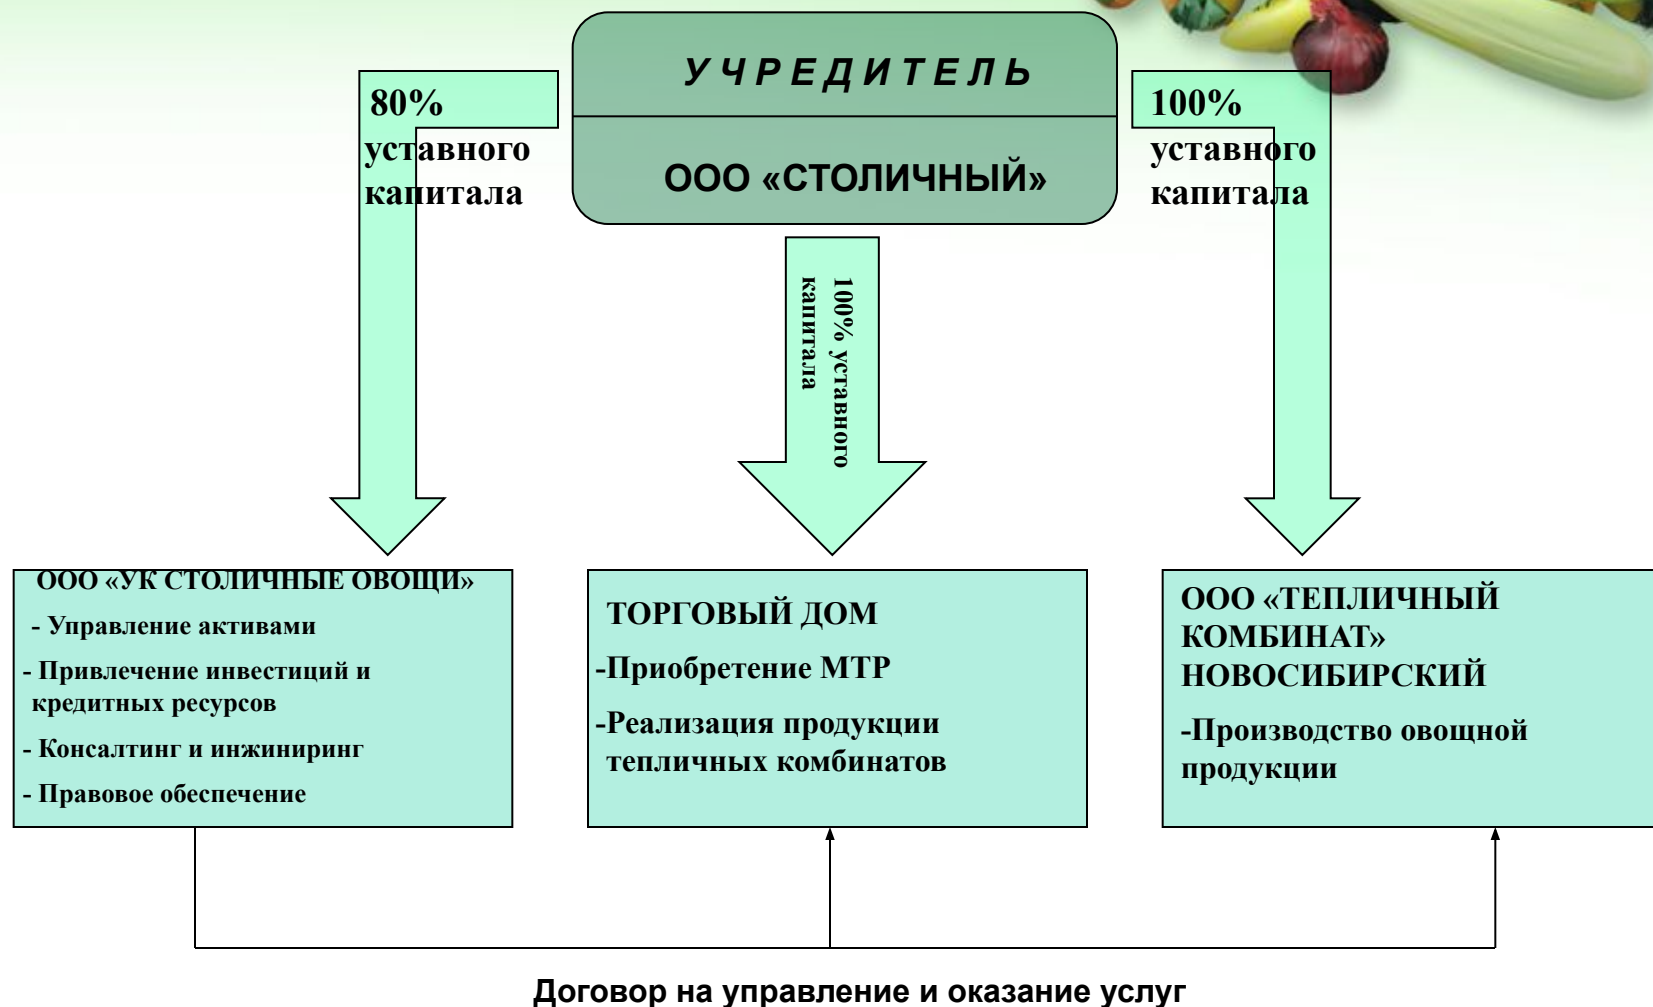 УЧРЕДИТЕЛЬ
ООО «СТОЛИЧНЫЙ»
80%
уставного
капитала
100% уставного
капитала
100%
уставного
капитала
ООО «УК СТОЛИЧНЫЕ ОВОЩИ»
- Управление активами
- Привлечение инвестиций и
кредитных ресурсов
- Консалтинг и инжиниринг
- Правовое обеспечение
ТОРГОВЫЙ ДОМ
-Приобретение МТР
-Реализация продукции
тепличных комбинатов
ООО «ТЕПЛИЧНЫЙ
КОМБИНАТ»
НОВОСИБИРСКИЙ
-Производство овощной
продукции
Договор на управление и оказание услуг